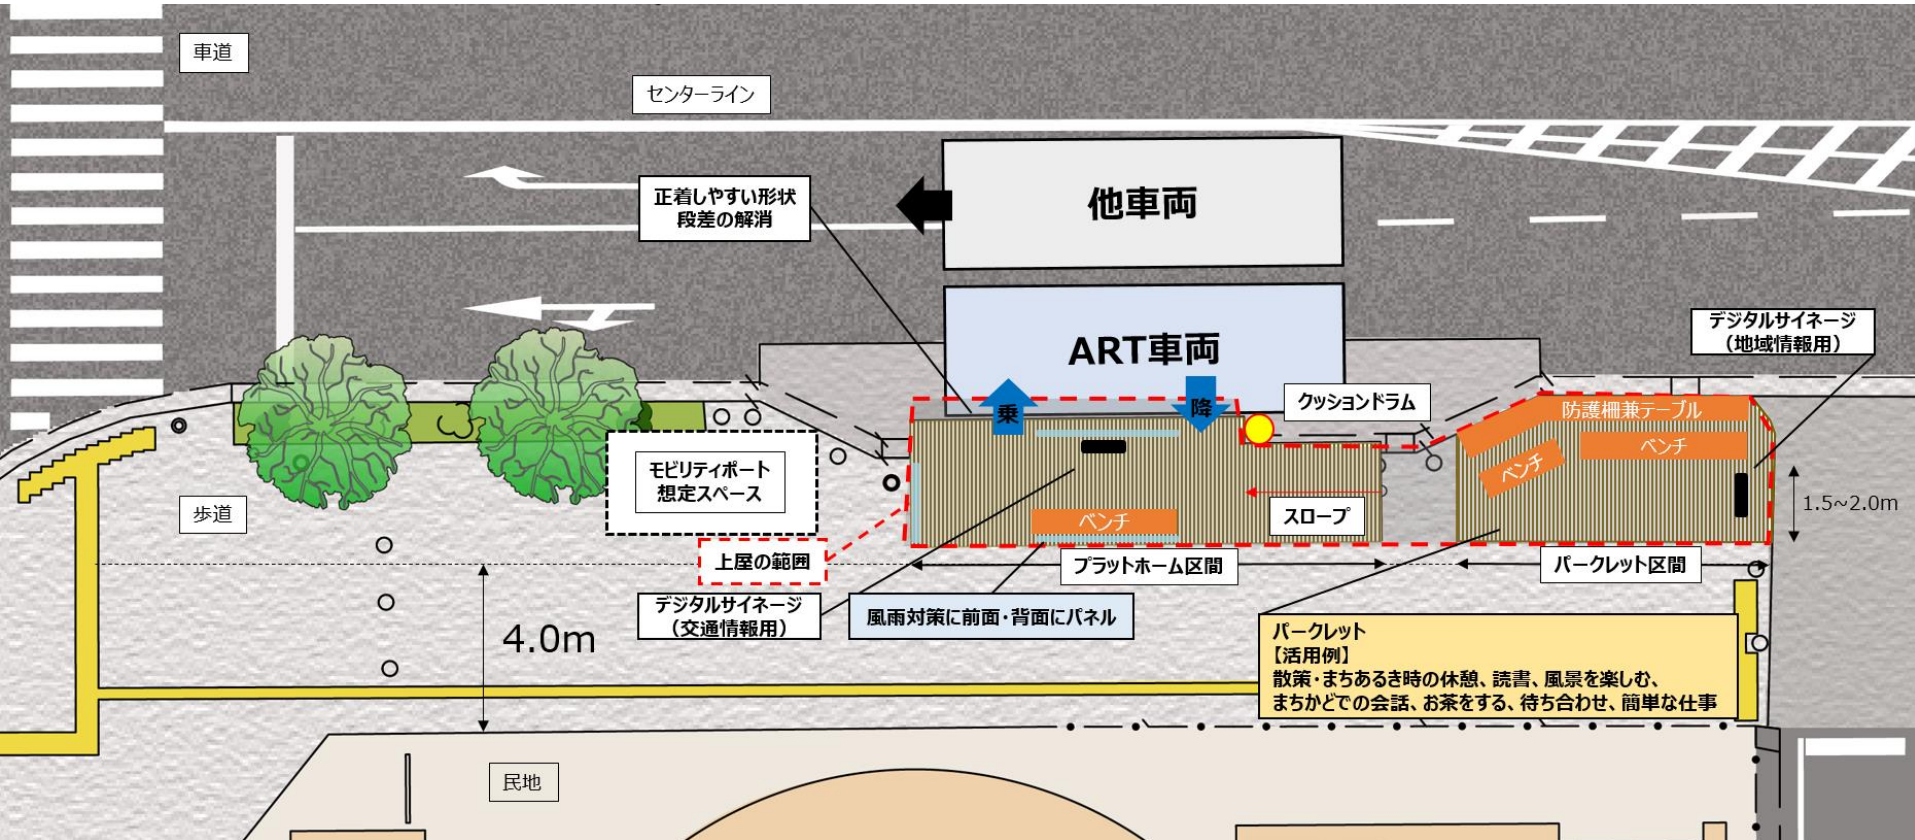 車道
センターライン
正着しやすい形状
段差の解消
他車両
ART車両
デジタルサイネージ
（地域情報用）
乗
降
クッションドラム
防護柵兼テーブル
ベンチ
ベンチ
モビリティポート
想定スペース
歩道
スロープ
1.5~2.0m
ベンチ
上屋の範囲
プラットホーム区間
パークレット区間
デジタルサイネージ
（交通情報用）
風雨対策に前面・背面にパネル
4.0m
パークレット
【活用例】
散策・まちあるき時の休憩、読書、風景を楽しむ、
まちかどでの会話、お茶をする、待ち合わせ、簡単な仕事
民地